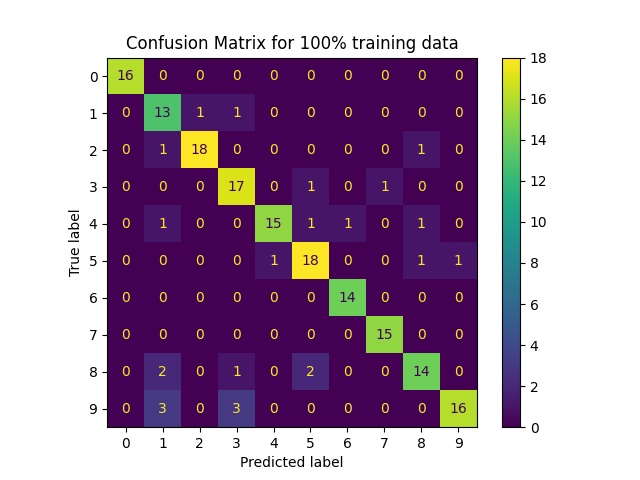 Confusion Matrix for 100% training data
18
0 16 0 0 0 0 0 0 0 0 0
16
1 0 13 1 1 0 0 0 0 0 0
14
2 0 1 18 0 0 0 0 0 1 0
12
3 0 0 0 17 0 1 0 1 0 0
10
4 0 1 0 0 15 1 1 0 1 0
True label
8
5 0 0 0 0 1 18 0 0 1 1
6
6 0 0 0 0 0 0 14 0 0 0
4
7 0 0 0 0 0 0 0 15 0 0
8 0 2 0 1 0 2 0 0 14 0
2
9 0 3 0 3 0 0 0 0 0 16
0
0 1 2 3 4 5 6 7 8 9
Predicted label